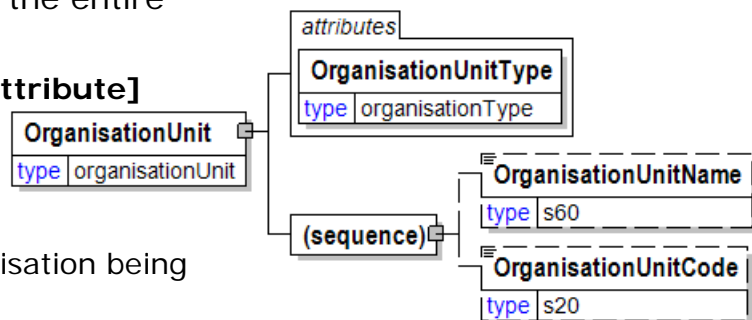 the entire
attributes
OrganisationUnitType
type organisationType
ttribute]
OrganisationUnit
type organisationUnit
OrganisationUnitName
type s60
(sequence)
isation being
OrganisationUnitCode
type s20